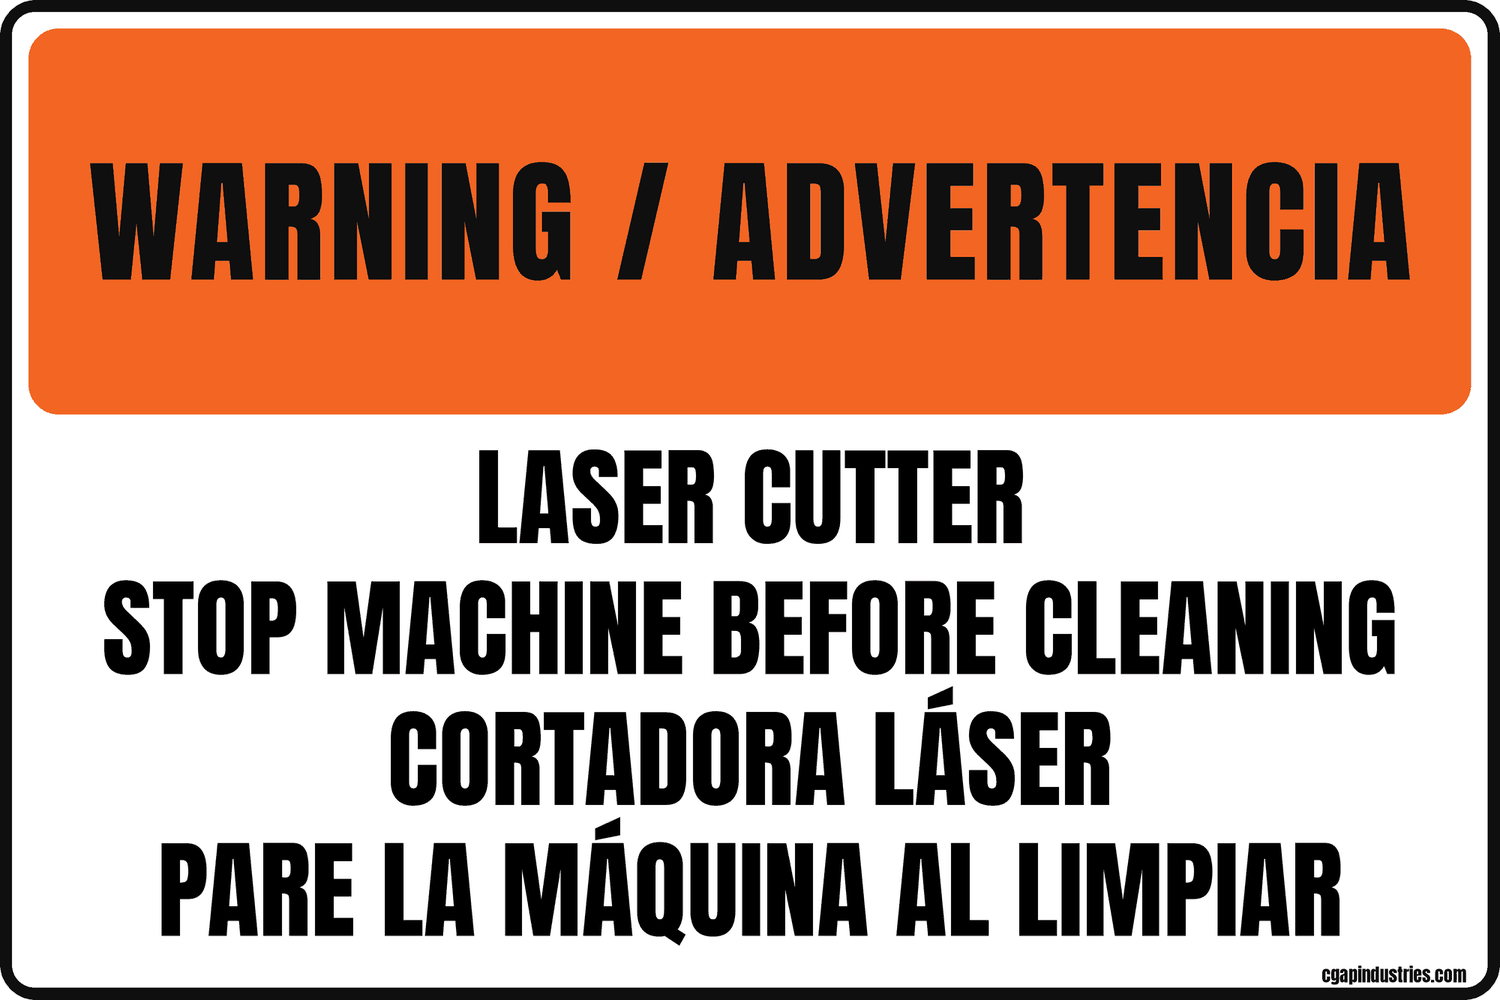 WARNING / ADVERTENCIA
LASER CUTTER
STOP MACHINE BEFORE CLEANING
CORTADORA LÁSER
PARE LA MÁQUINA AL LIMPIAR
cgapindustries.com